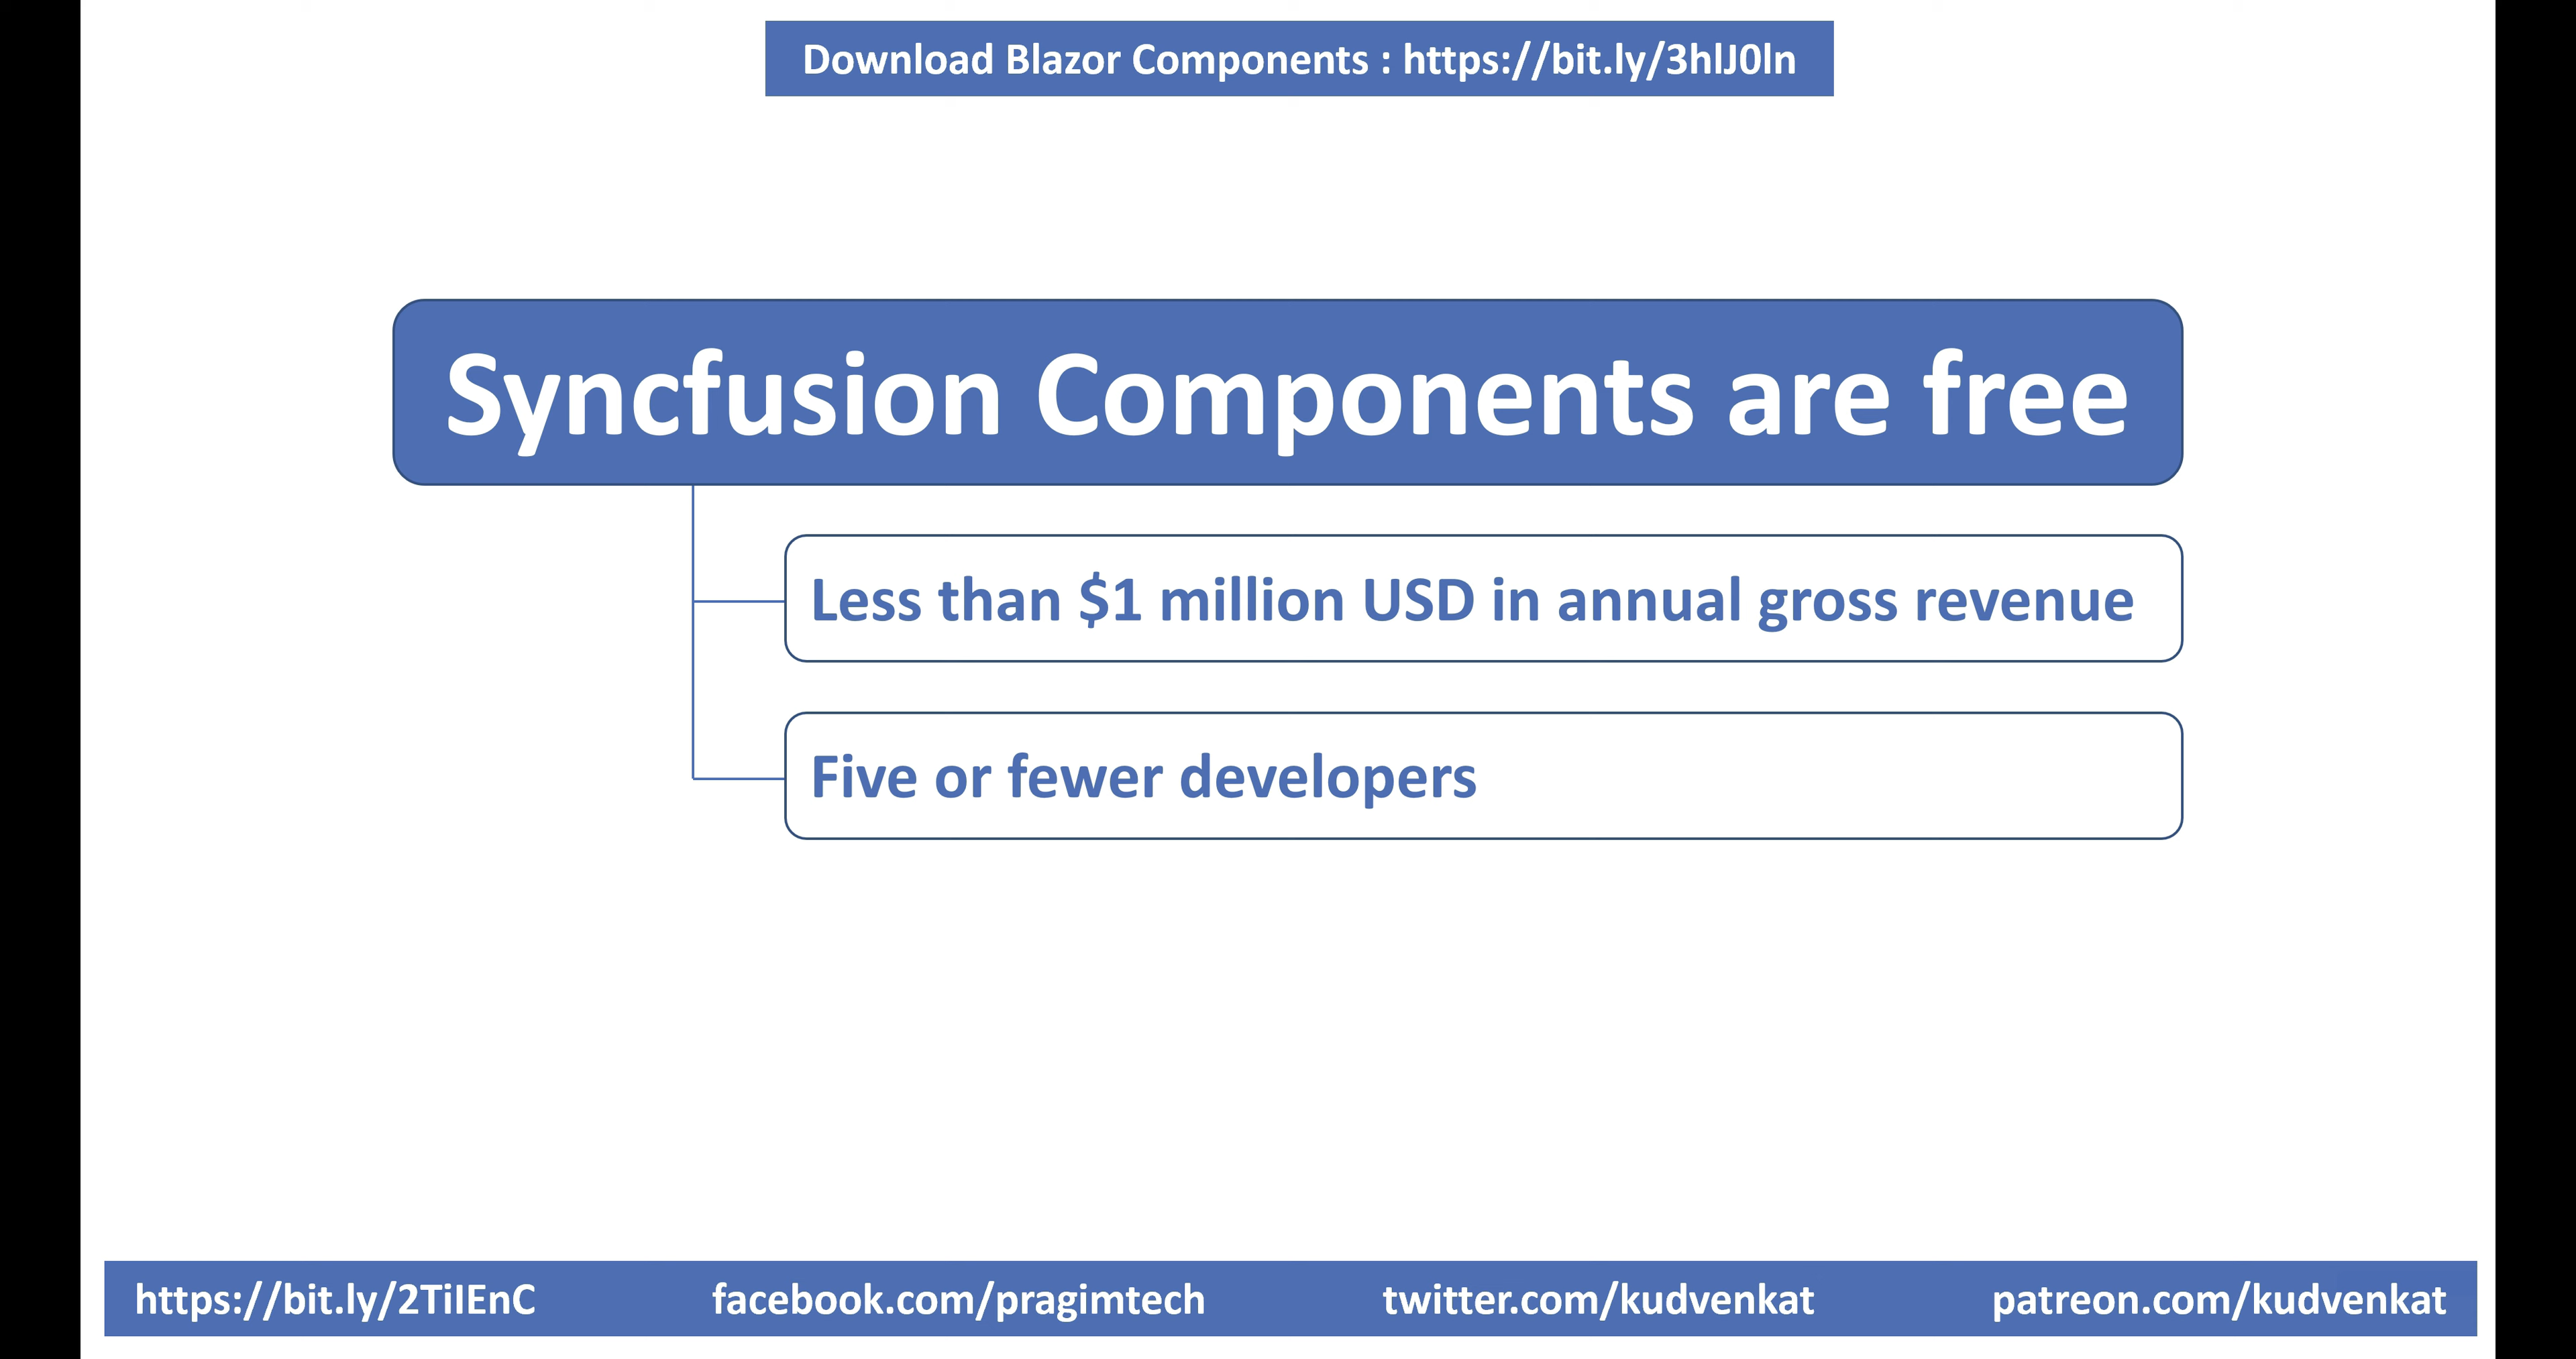 Download Blazor Components : https://bit.ly/3hlJ0ln
Syncfusion Components are free
Less than $1 million USD in annual gross revenue
Five or fewer developers
https://bit.ly/2TiIEnC facebook.com/pragimtech twitter.com/kudvenkat patreon.com/kudvenkat